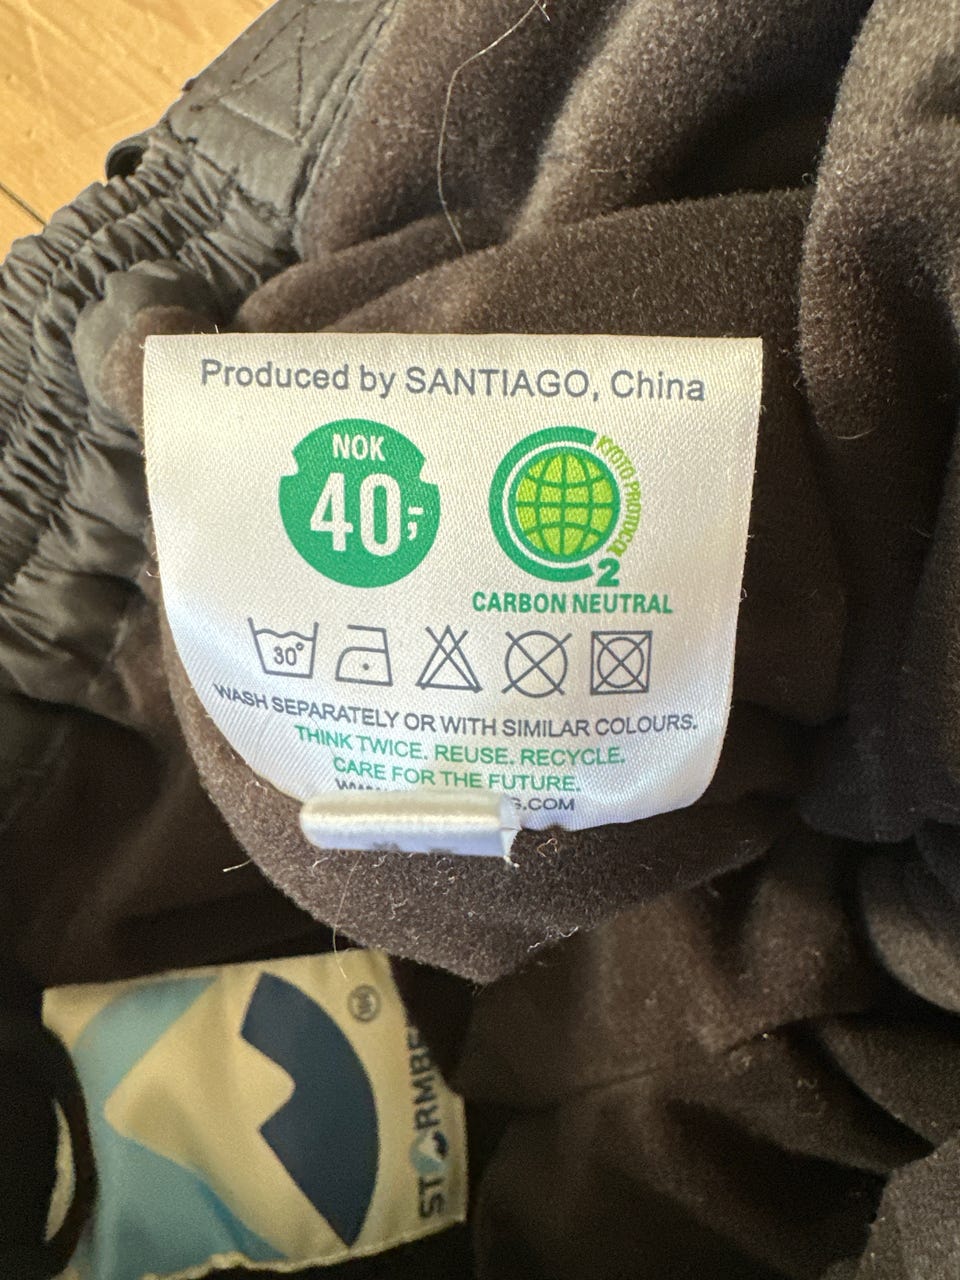 Produced by SANTIAGO, China
NOK
40,-
KYOTO PROTOCOL
2
CARBON NEUTRAL
30°
WASH SEPARATELY OR WITH SIMILAR COLOURS.
THINK TWICE. REUSE. RECYCLE.
CARE FOR THE FUTURE.
.COM